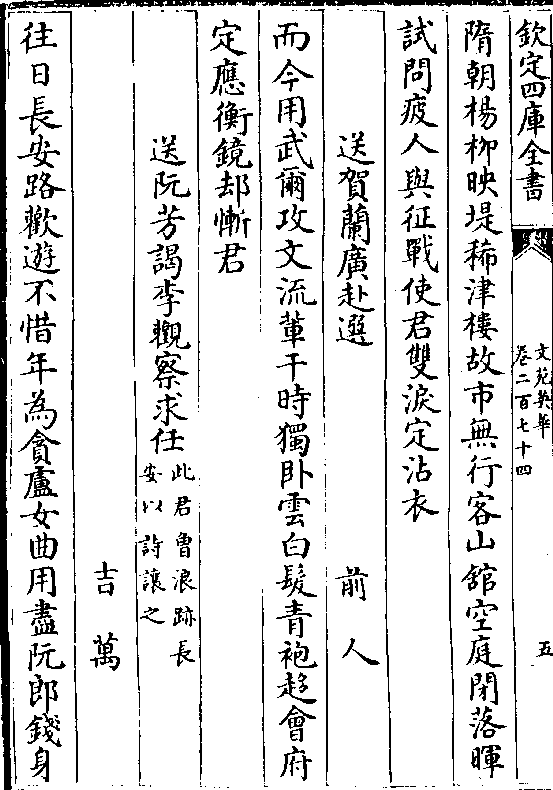 欽定四庫全書
文苑英華
卷二百七十四
五
隋朝楊栁映堤稀津樓故市無行客山舘空庭閉落暉
試問疲人與征戰使君雙淚定沾衣
送賀蘭廣赴選
前人
而今用武爾攻文流輩干時獨卧雲白髮青袍趍會府
定應衡鏡却慚君
送阮芳謁李觀察求任
此君曾浪跡長
安以詩讓之
吉萬
往日長安路歡遊不惜年為貪盧女曲用盡阮郎錢身